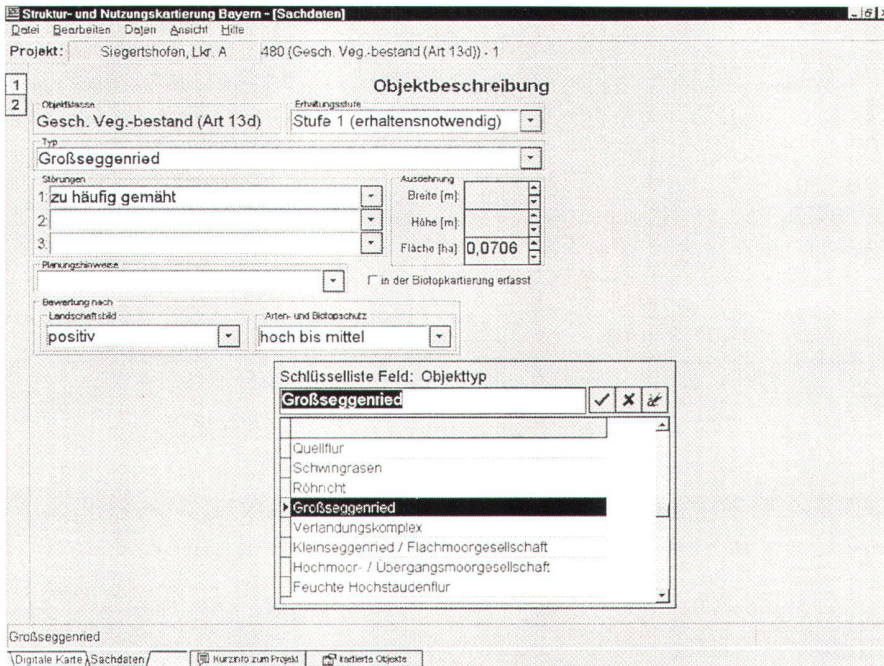 Struktur- und Nutzungskartierung Bayern - [Sachdaten]
Datei Bearbeiten Daten Ansicht Hilfe
Projekt: Siegertshofen, Lkr. A 480 (Gesch. Veg.-bestand (Art 13d)) - 1
1
2
Objektbeschreibung
Objektklasse Erhaltungsstufe
Gesch. Veg.-bestand (Art 13d) Stufe 1 (erhaltensnotwendig)
Typ
Großseggenried
Störungen Ausdehnung
1: zu häufig gemäht Breite [m]:
2: Höhe [m]:
3: Fläche [ha]: 0,0706
Planungshinweise
in der Biotopkartierung erfasst
Bewertung nach
Landschaftsbild Arten- und Biotopschutz
positiv hoch bis mittel
Schlüsselliste Feld: Objekttyp
Großseggenried
Quellflur
Schwingrasen
Röhricht
Großseggenried
Verlandungskomplex
Kleinseggenried / Flachmoorgesellschaft
Hochmoor- / Übergangsmoorgesellschaft
Feuchte Hochstaudenflur
Großseggenried
Digitale Karte Sachdaten Kurzinfo zum Projekt kartierte Objekte